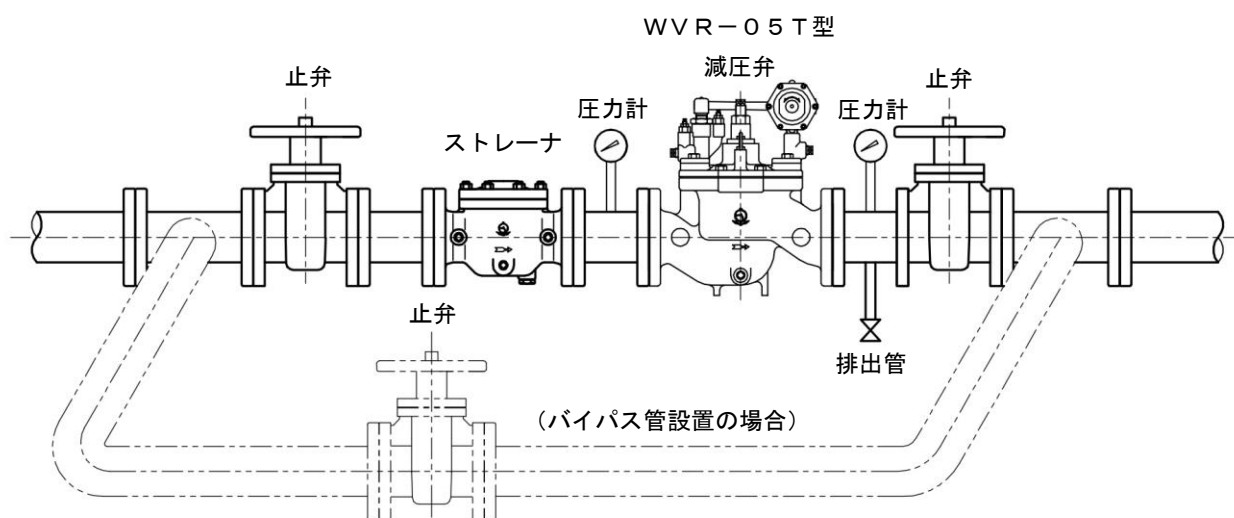 ＷＶＲ－０５Ｔ型
減圧弁
止弁
ストレーナ
圧力計
圧力計
止弁
止弁
排出管
（バイパス管設置の場合）